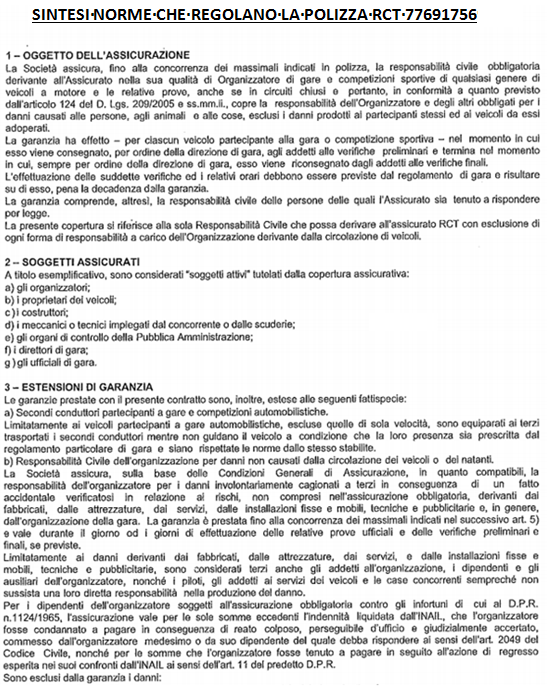 SINTESI·NORME·CHE·REGOLANO·LA·POLIZZA·RCT·77691756
1 – OGGETTO DELL'ASSICURAZIONE
La Società assicura, fino alla concorrenza dei massimali indicati in polizza, la responsabilità civile obbligatoria
derivante all'Assicurato nella sua qualità di Organizzatore di gare e competizioni sportive di qualsiasi genere di
veicoli a motore e le relative prove, anche se in circuiti chiusi e pertanto, in conformità a quanto previsto
dall'articolo 124 del D. Lgs. 209/2005 e ss.mm.ii., copre la responsabilità dell'Organizzatore e degli altri obbligati per i
danni causati alle persone, agli animali e alle cose, esclusi i danni prodotti ai partecipanti stessi ed ai veicoli da essi
adoperati.
La garanzia ha effetto – per ciascun veicolo partecipante alla gara o competizione sportiva – nel momento in cui
esso viene consegnato, per ordine della direzione di gara, agli addetti alle verifiche preliminari e termina nel momento
in cui, sempre per ordine della direzione di gara, esso viene riconsegnato dagli addetti alle verifiche finali.
L'effettuazione delle suddette verifiche ed i relativi orari debbono essere previste dal regolamento di gara e risultare
su di esso, pena la decadenza dalla garanzia.
La garanzia comprende, altresì, la responsabilità civile delle persone delle quali l'Assicurato sia tenuto a rispondere
per legge.
La presente copertura si riferisce alla sola Responsabilità Civile che possa derivare all'assicurato RCT con esclusione di
ogni forma di responsabilità a carico dell'Organizzazione derivante dalla circolazione di veicoli.
2 – SOGGETTI ASSICURATI
A titolo esemplificativo, sono considerati "soggetti attivi" tutelati dalla copertura assicurativa:
a) gli organizzatori;
b) i proprietari dei veicoli;
c) i costruttori;
d) i meccanici o tecnici impiegati dal concorrente o dalle scuderie;
e) gli organi di controllo della Pubblica Amministrazione;
f) i direttori di gara;
g) gli ufficiali di gara.
3 – ESTENSIONI DI GARANZIA
Le garanzie prestate con il presente contratto sono, inoltre, estese alle seguenti fattispecie:
a) Secondi conduttori partecipanti a gare e competizioni automobilistiche.
Limitatamente ai veicoli partecipanti a gare automobilistiche, escluse quelle di sola velocità, sono equiparati ai terzi
trasportati i secondi conduttori mentre non guidano il veicolo a condizione che la loro presenza sia prescritta dal
regolamento particolare di gara e siano rispettate le norme dallo stesso stabilite.
b) Responsabilità Civile dell'organizzazione per danni non causati dalla circolazione dei veicoli o dei natanti.
La Società assicura, sulla base delle Condizioni Generali di Assicurazione, in quanto compatibili, la
responsabilità dell'organizzatore per i danni involontariamente cagionati a terzi in conseguenza di un fatto
accidentale verificatosi in relazione ai rischi, non compresi nell'assicurazione obbligatoria, derivanti dai
fabbricati, dalle attrezzature, dai servizi, dalle installazioni fisse e mobili, tecniche e pubblicitarie e, in genere,
dall'organizzazione della gara. La garanzia è prestata fino alla concorrenza dei massimali indicati nel successivo art. 5)
e vale durante il giorno od i giorni di effettuazione delle relative prove ufficiali e delle verifiche preliminari e
finali, se previste.
Limitatamente ai danni derivanti dai fabbricati, dalle attrezzature, dai servizi, e dalle installazioni fisse e
mobili, tecniche e pubblicitarie, sono considerati terzi anche gli addetti all'organizzazione, i dipendenti e gli
ausiliari dell'organizzatore, nonché i piloti, gli addetti ai servizi dei veicoli e le case concorrenti sempreché non
sussista una loro diretta responsabilità nella produzione del danno.
Per i dipendenti dell'organizzatore soggetti all'assicurazione obbligatoria contro gli infortuni di cui al D.P.R.
n.1124/1965, l'assicurazione vale per le sole somme eccedenti l'indennità liquidata dall'INAIL, che l'organizzatore
fosse condannato a pagare in conseguenza di reato colposo, perseguibile d'ufficio e giudizialmente accertato,
commesso dall'organizzatore medesimo o da suo dipendente del quale debba rispondere ai sensi dell'art. 2049 del
Codice Civile, nonché per le somme che l'organizzatore fosse tenuto a pagare in seguito all'azione di regresso
esperita nei suoi confronti dall'INAIL ai sensi dell'art. 11 del predetto D.P.R.
Sono esclusi dalla garanzia i danni: